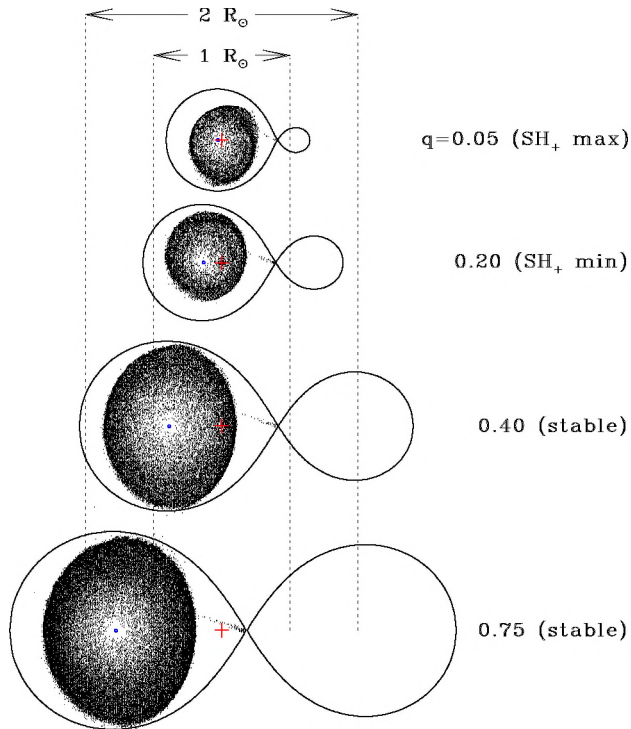 2 R☉
1 R☉
q=0.05 (SH₊ max)
0.20 (SH₊ min)
0.40 (stable)
0.75 (stable)